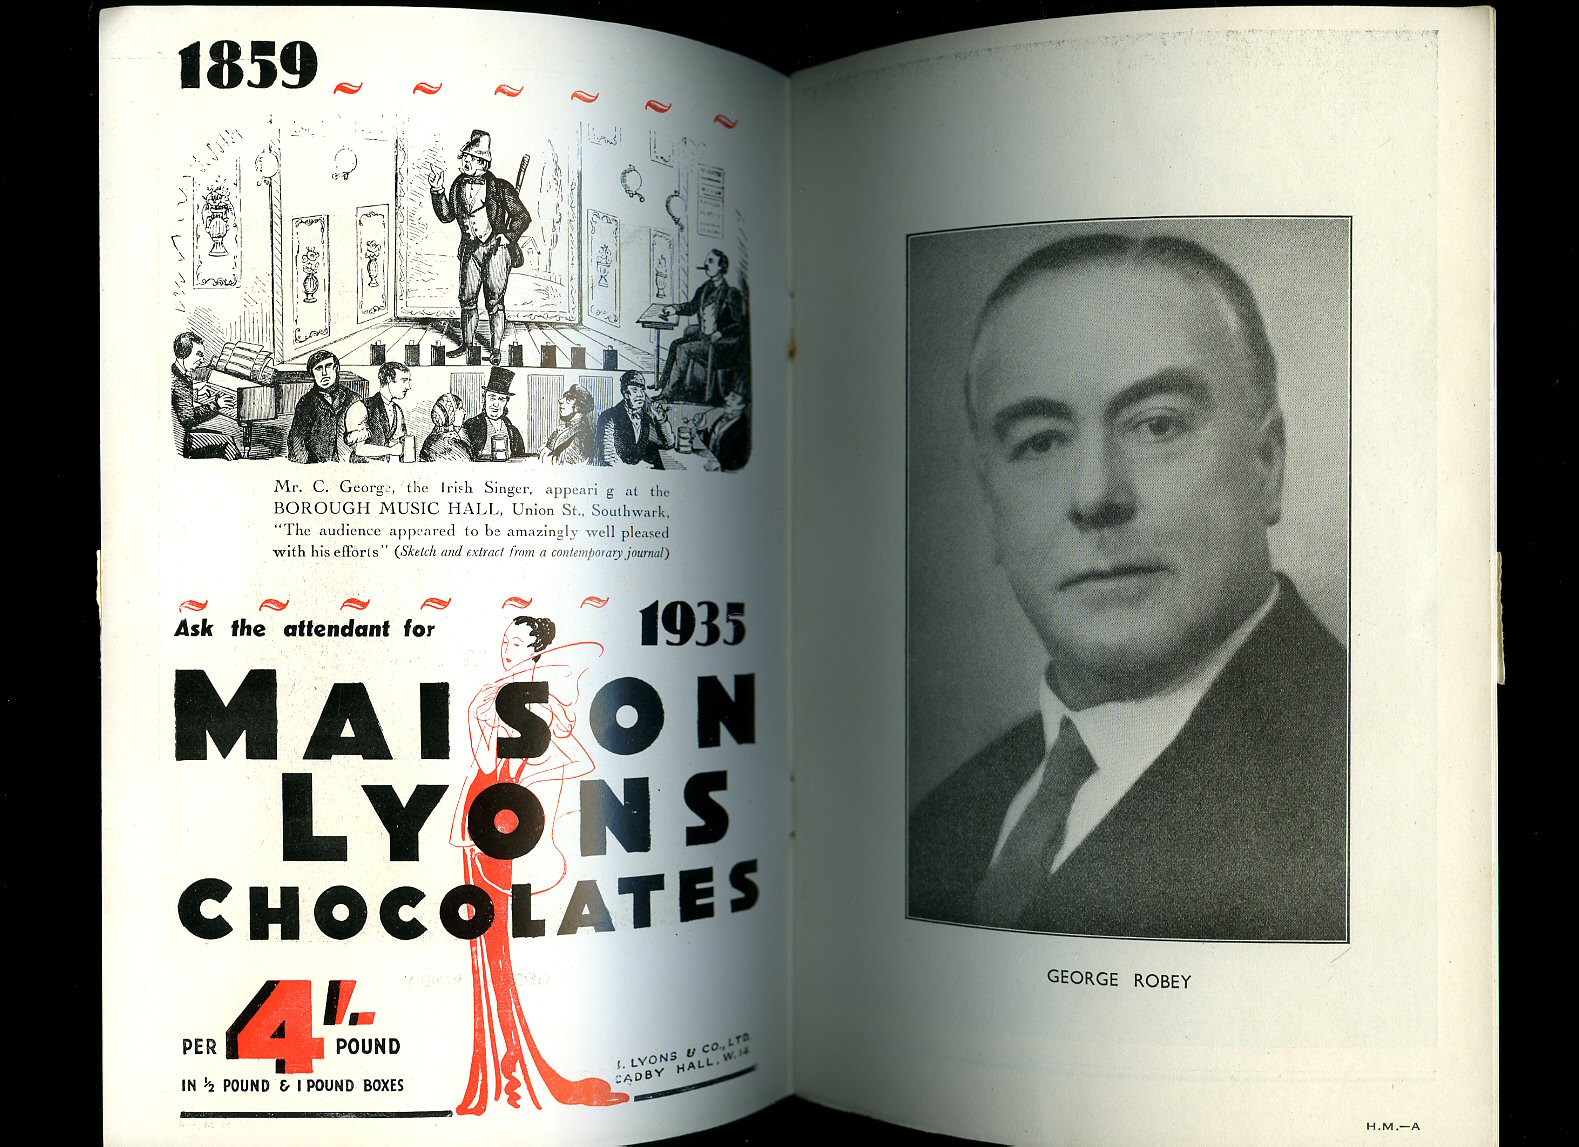 1859
Mr. C. George, the Irish Singer, appeari g at the
BOROUGH MUSIC HALL, Union St., Southwark,
"The audience appeared to be amazingly well pleased
with his efforts" (Sketch and extract from a contemporary journal)
1935
Ask the attendant for
MAISON
LYONS
CHOCOLATES
PER 4/- POUND
IN ½ POUND & 1 POUND BOXES
J. LYONS & CO., LTD.
CADBY HALL, W.14
GEORGE ROBEY
H.M.—A